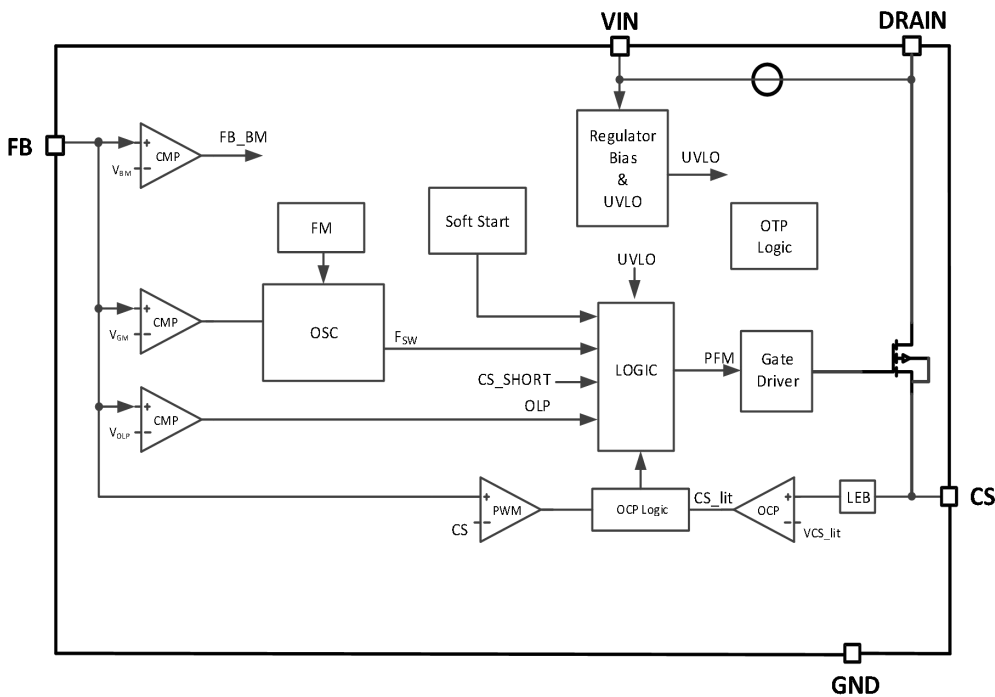 VIN
DRAIN
FB
FB_BM
+
CMP
V_BM
-
Regulator
Bias
&
UVLO
UVLO
FM
Soft Start
OTP
Logic
UVLO
+
CMP
V_GM
-
OSC
F_SW
LOGIC
PFM
Gate
Driver
CS_SHORT
OLP
+
CMP
V_OLP
-
+
PWM
CS
-
OCP Logic
CS_lit
+
OCP
-
VCS_lit
LEB
CS
GND